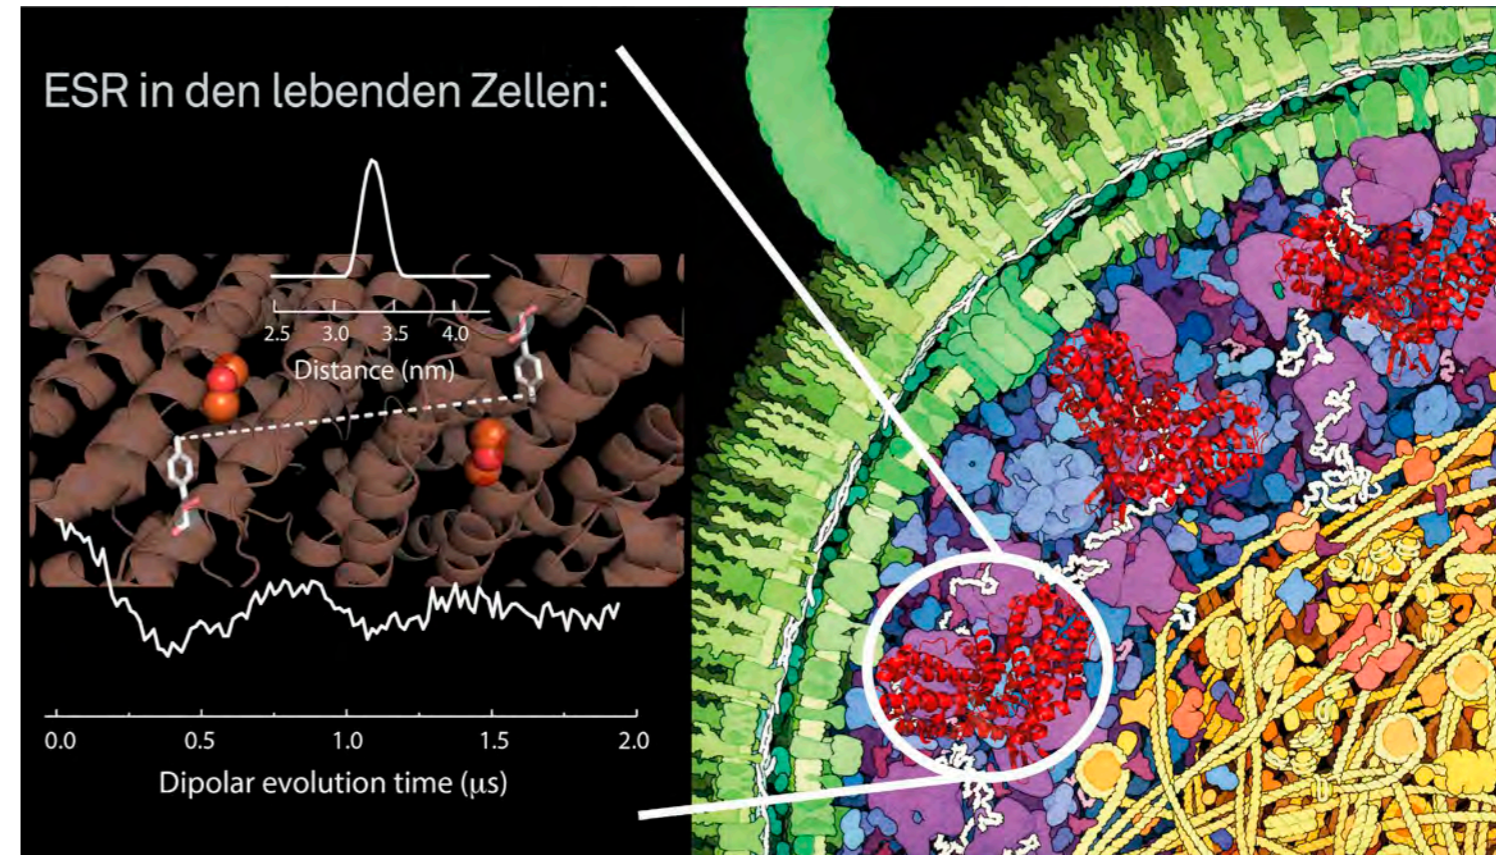 ESR in den lebenden Zellen:
2.5 3.0 3.5 4.0
Distance (nm)
0.0 0.5 1.0 1.5 2.0
Dipolar evolution time (μs)